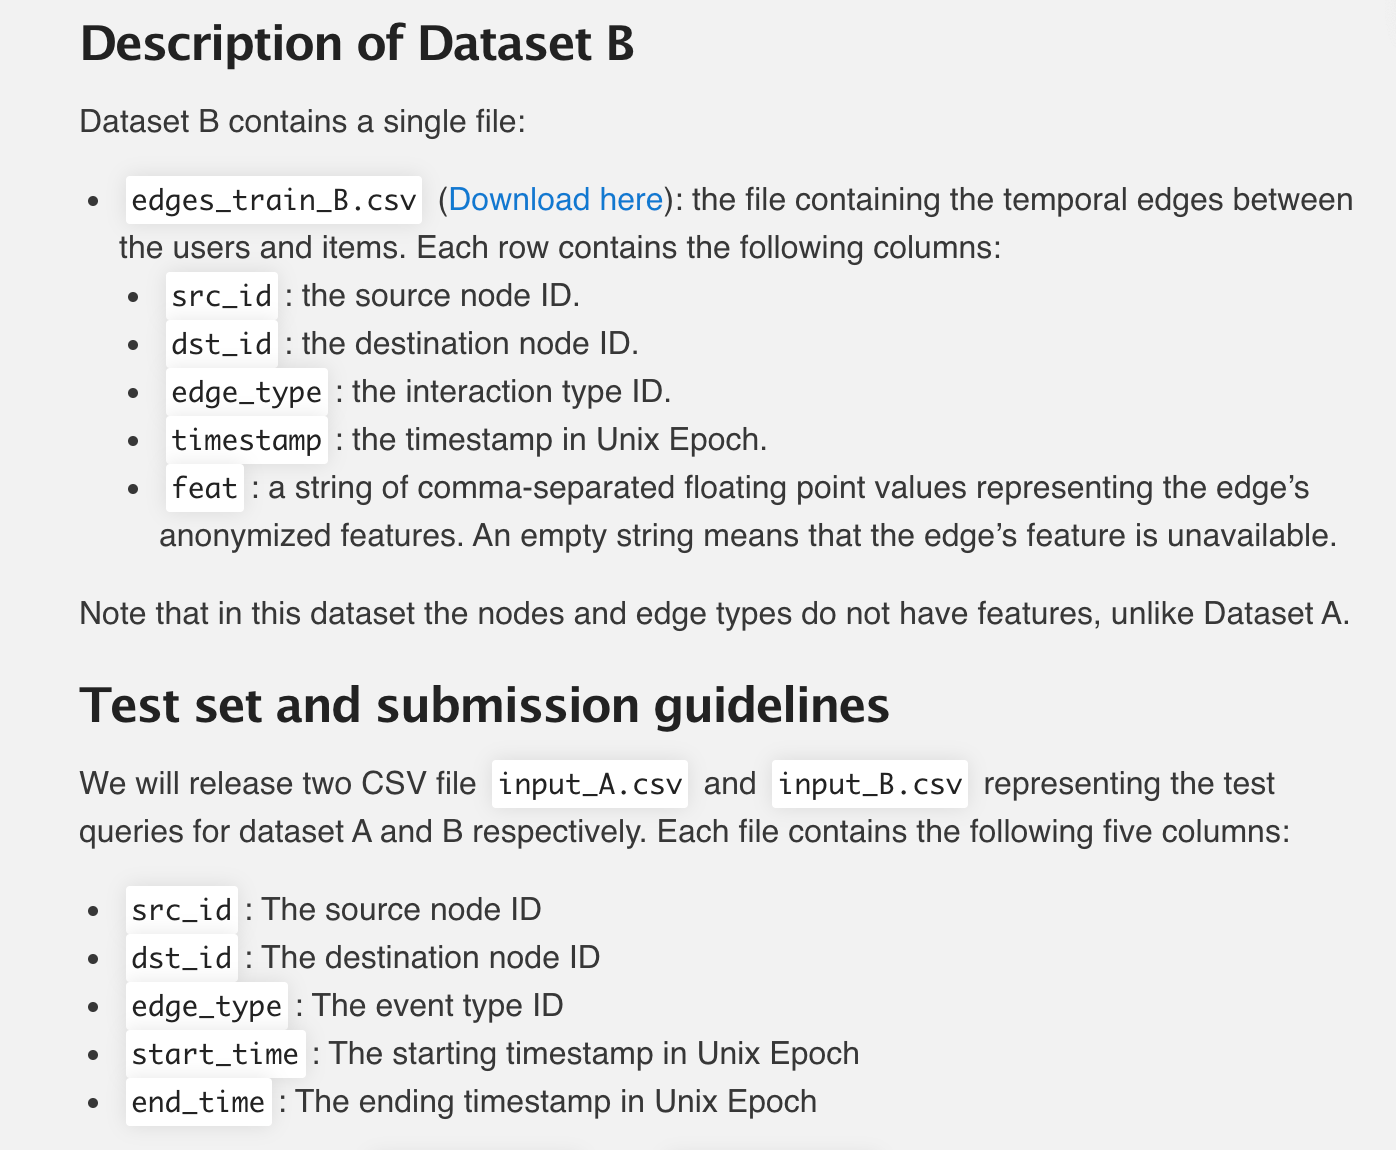 Description of Dataset B
Dataset B contains a single file:
• edges_train_B.csv (Download here): the file containing the temporal edges between
the users and items. Each row contains the following columns:
• src_id : the source node ID.
• dst_id : the destination node ID.
• edge_type : the interaction type ID.
• timestamp : the timestamp in Unix Epoch.
• feat : a string of comma-separated floating point values representing the edge’s
anonymized features. An empty string means that the edge’s feature is unavailable.
Note that in this dataset the nodes and edge types do not have features, unlike Dataset A.
Test set and submission guidelines
We will release two CSV file input_A.csv and input_B.csv representing the test
queries for dataset A and B respectively. Each file contains the following five columns:
• src_id : The source node ID
• dst_id : The destination node ID
• edge_type : The event type ID
• start_time : The starting timestamp in Unix Epoch
• end_time : The ending timestamp in Unix Epoch